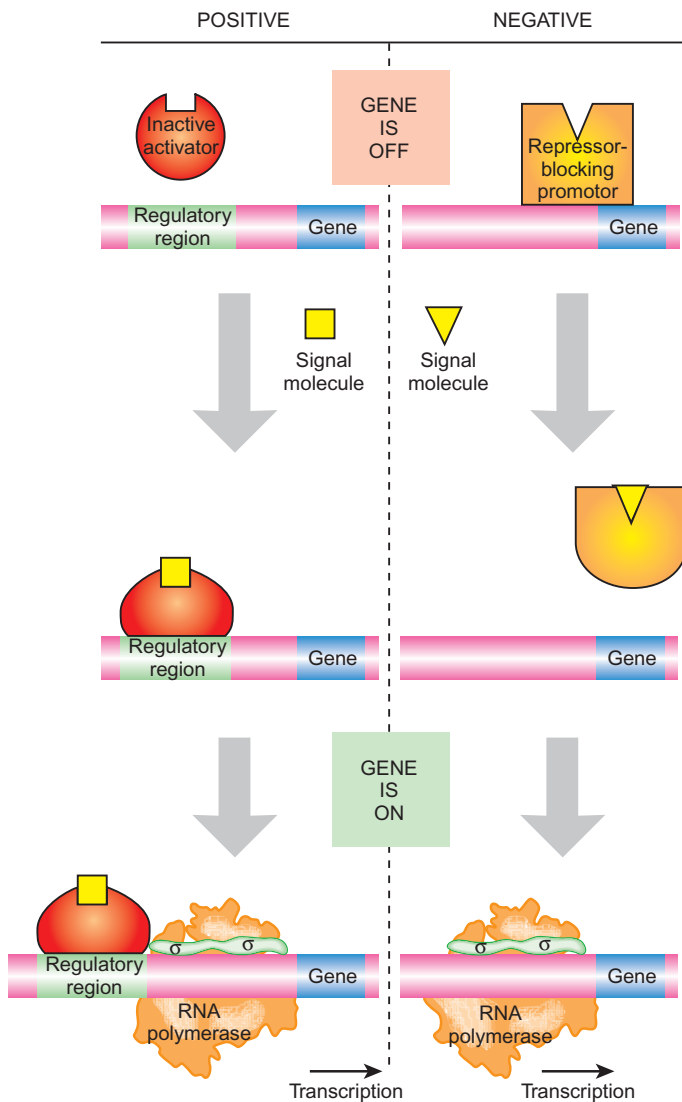 POSITIVE
NEGATIVE
GENE
IS
OFF
Inactive
activator
Repressor-
blocking
promotor
Regulatory
region
Gene
Gene
Signal
molecule
Signal
molecule
Regulatory
region
Gene
Gene
GENE
IS
ON
σ σ
σ σ
Regulatory
region
Gene
Gene
RNA
polymerase
RNA
polymerase
Transcription
Transcription